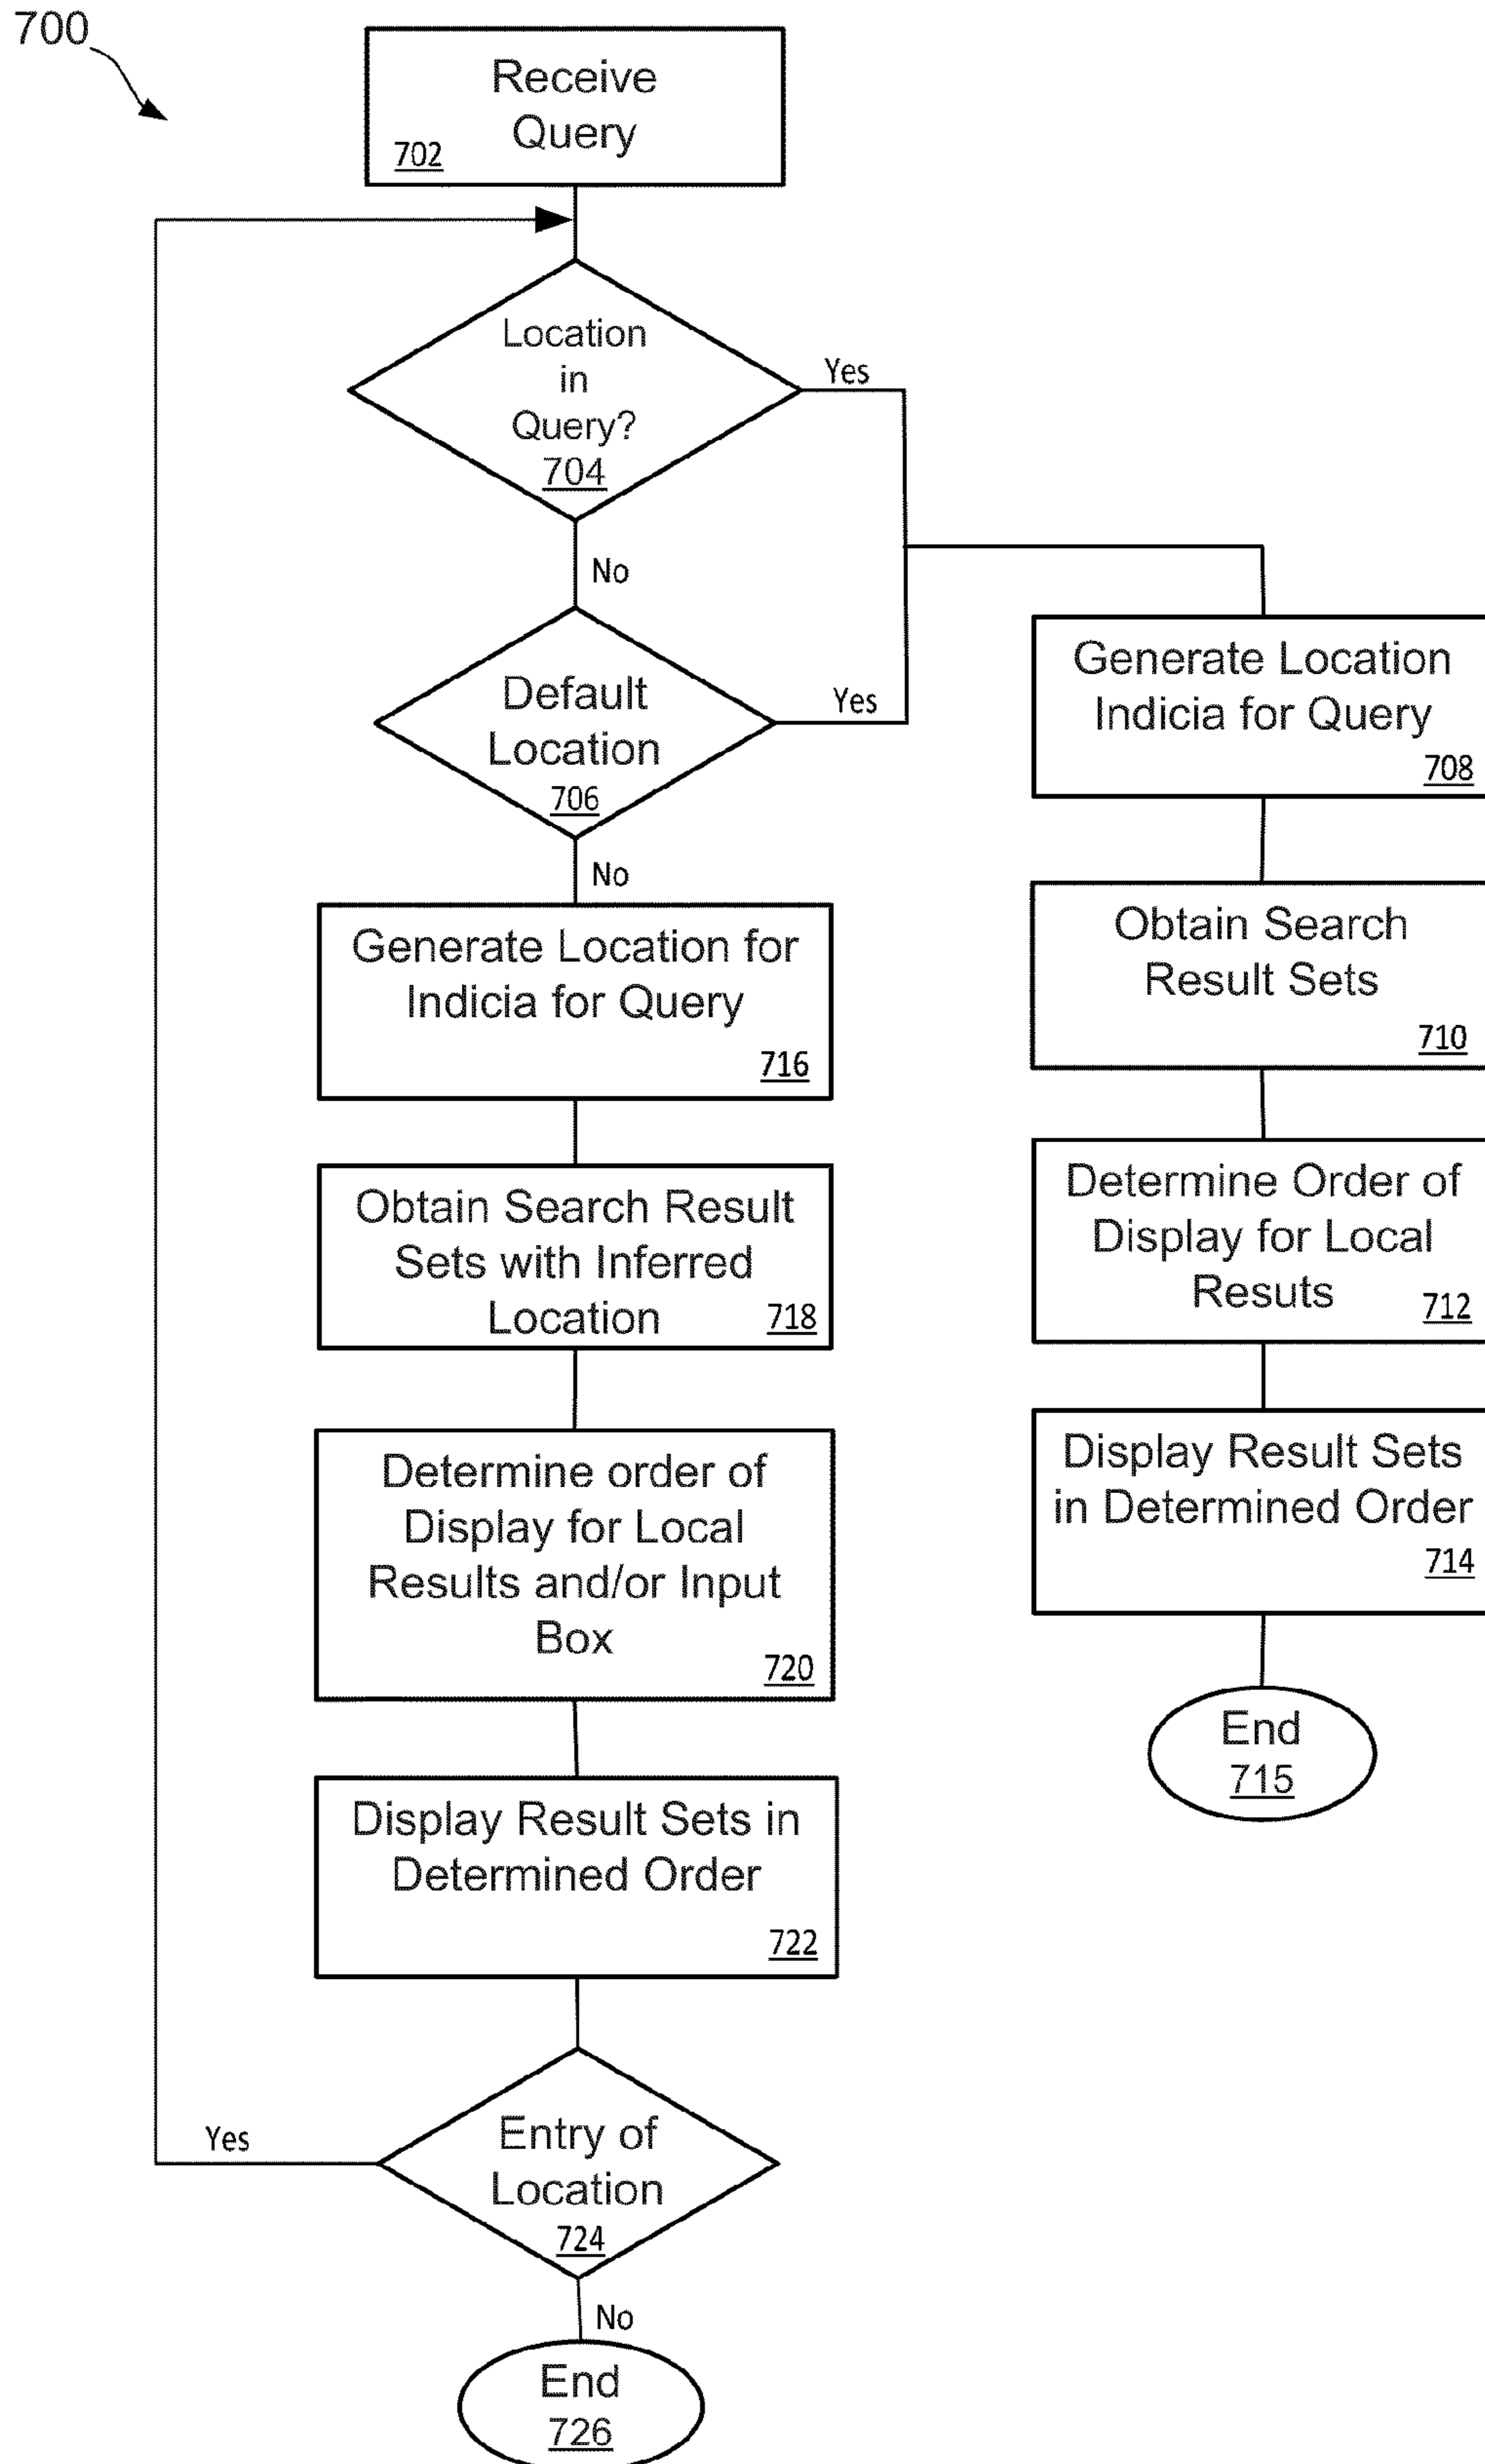 700
Receive
Query
702
Location
in
Query?
704
Yes
No
Default
Location
706
Yes
No
Generate Location
Indicia for Query
708
Obtain Search
Result Sets
710
Determine Order of
Display for Local
Resuts
712
Display Result Sets
in Determined Order
714
End
715
Generate Location for
Indicia for Query
716
Obtain Search Result
Sets with Inferred
Location
718
Determine order of
Display for Local
Results and/or Input
Box
720
Display Result Sets in
Determined Order
722
Entry of
Location
724
Yes
No
End
726